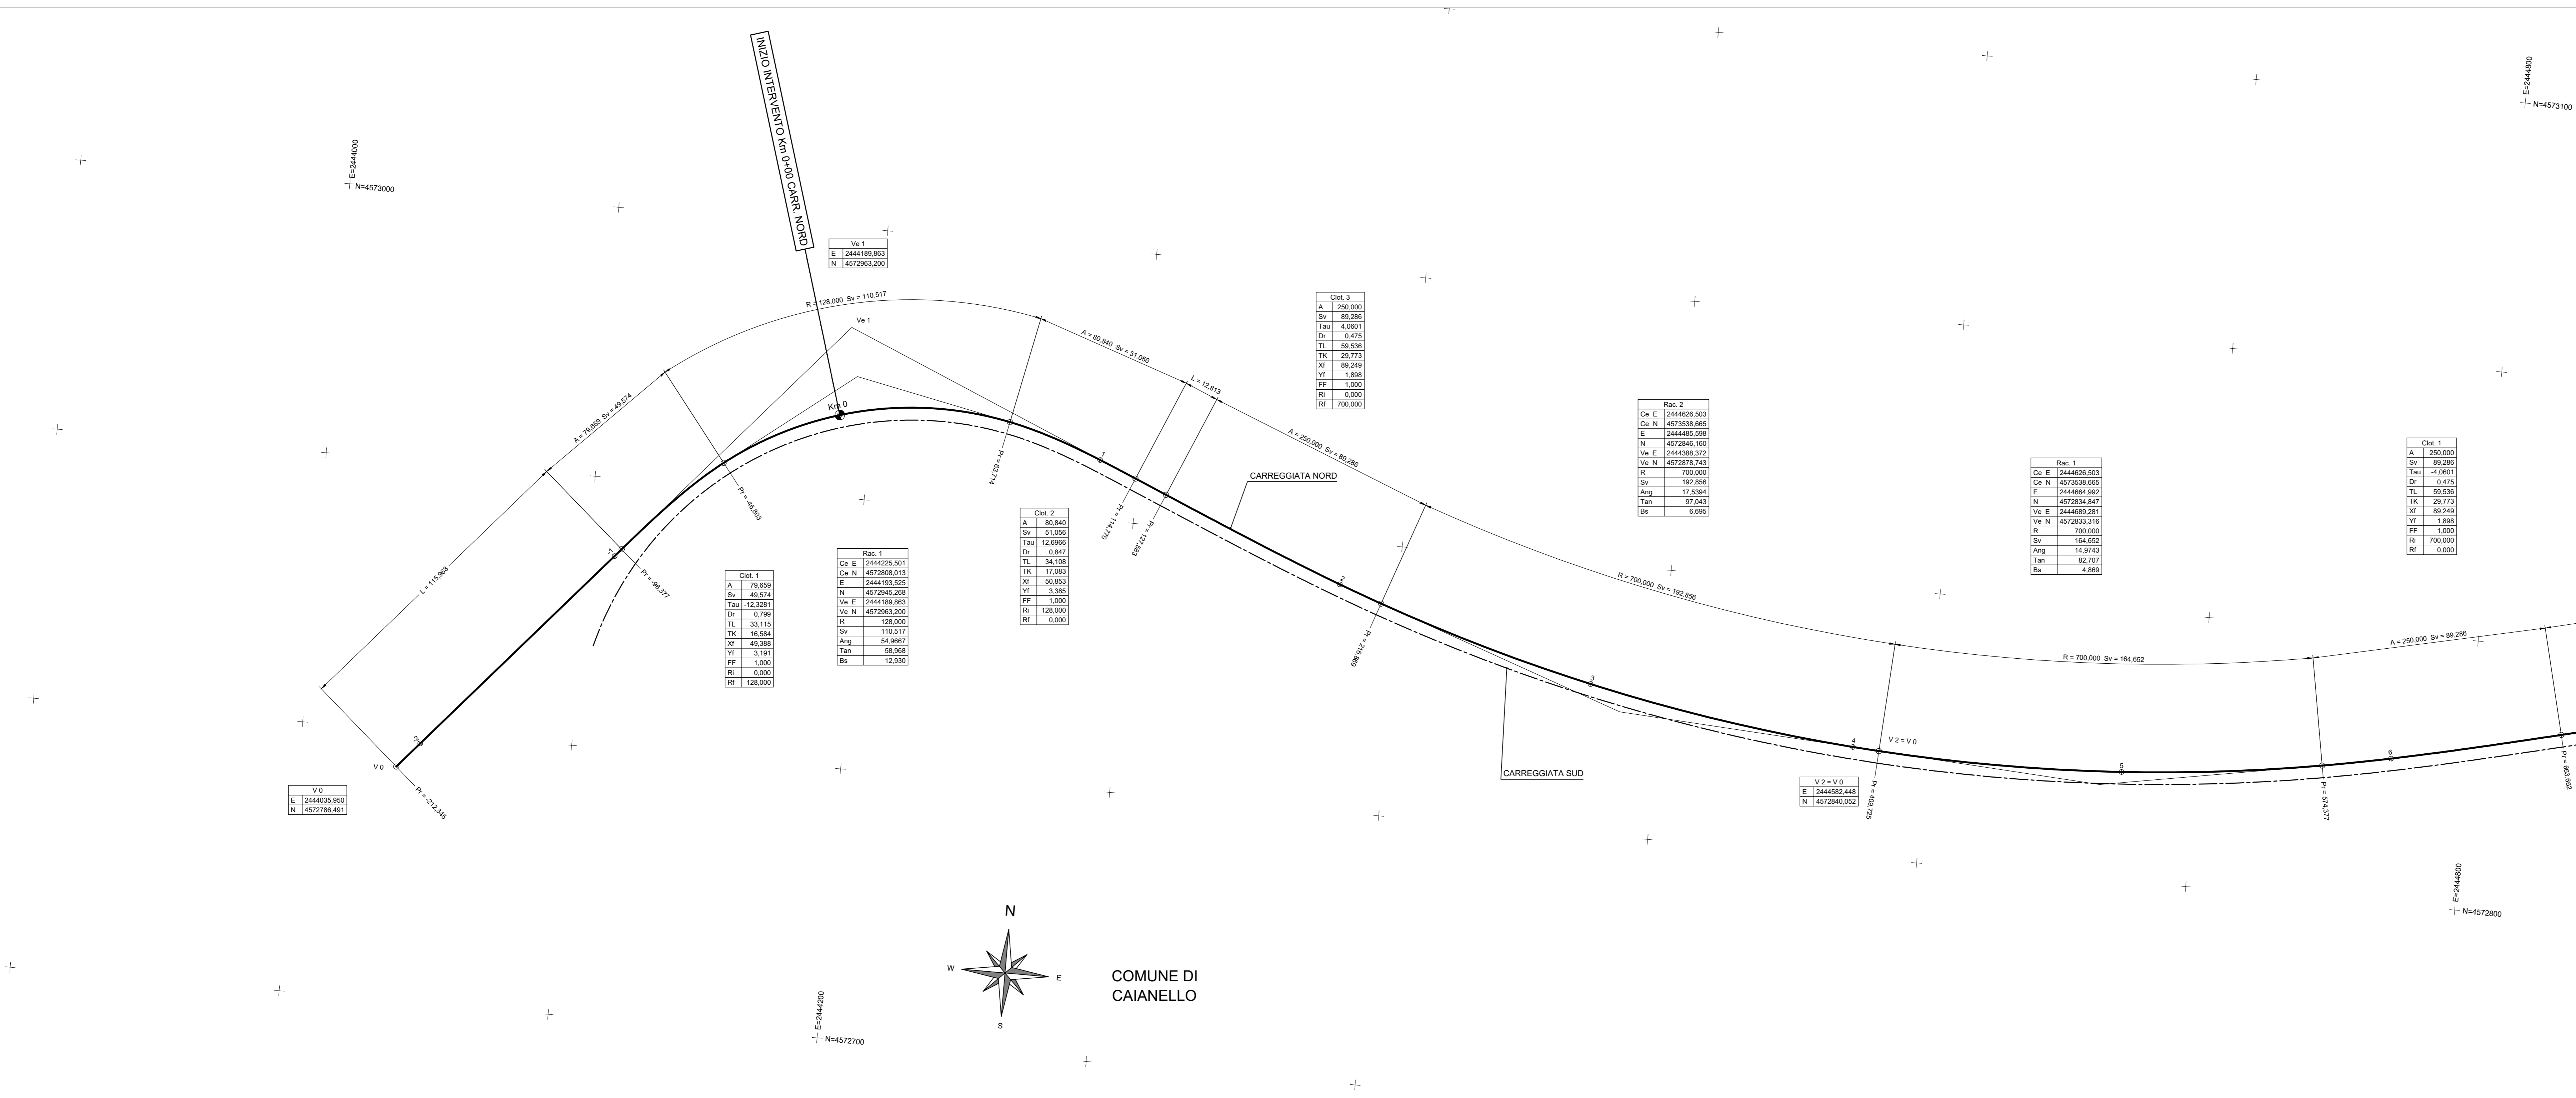 E=2444800
N=4573100
INIZIO INTERVENTO Km 0+00 CARR. NORD
E=2444000
N=4573000
Ve 1
E 2444189,863
N 4572963,200
R = 128,000 Sv = 110,517
Ve 1
A = 80,840 Sv = 51,056
L = 12,813
A = 79,659 Sv = 49,574
Km 0
Clot. 3
A 250,000
Sv 89,286
Tau 4,0601
Dr 0,475
TL 59,536
TK 29,773
Xf 89,249
Yf 1,898
FF 1,000
Ri 0,000
Rf 700,000
A = 250,000 Sv = 89,286
Rac. 2
Ce E 2444626,503
Ce N 4573538,665
E 2444485,598
N 4572846,160
Ve E 2444388,372
Ve N 4572878,743
R 700,000
Sv 192,856
Ang 17,5394
Tan 97,043
Bs 6,695
Rac. 1
Ce E 2444626,503
Ce N 4573538,665
E 2444664,992
N 4572834,847
Ve E 2444689,281
Ve N 4572833,316
R 700,000
Sv 164,652
Ang 14,9743
Tan 82,707
Bs 4,869
Clot. 1
A 250,000
Sv 89,286
Tau -4,0601
Dr 0,475
TL 59,536
TK 29,773
Xf 89,249
Yf 1,898
FF 1,000
Ri 700,000
Rf 0,000
1
Pr = 63,714
CARREGGIATA NORD
Pr = -46,803
Pr = 114,770
Pr = 127,583
-1
L = 115,968
Pr = -96,377
Clot. 1
A 79,659
Sv 49,574
Tau -12,3281
Dr 0,799
TL 33,115
TK 16,584
Xf 49,388
Yf 3,191
FF 1,000
Ri 0,000
Rf 128,000
Rac. 1
Ce E 2444225,501
Ce N 4572808,013
E 2444193,525
N 4572945,268
Ve E 2444189,863
Ve N 4572963,200
R 128,000
Sv 110,517
Ang 54,9667
Tan 58,968
Bs 12,930
Clot. 2
A 80,840
Sv 51,056
Tau 12,6966
Dr 0,847
TL 34,108
TK 17,083
Xf 50,853
Yf 3,385
FF 1,000
Ri 128,000
Rf 0,000
2
R = 700,000 Sv = 192,856
Pr = 216,869
3
R = 700,000 Sv = 164,652
A = 250,000 Sv = 89,286
-2
V 0
4
V 2 = V 0
5
6
Pr = 663,662
CARREGGIATA SUD
V 0
E 2444035,950
N 4572786,491
Pr = -212,345
V 2 = V 0
E 2444582,448
N 4572840,052
Pr = 409,725
Pr = 574,377
E=2444800
N=4572800
N
W
E
S
COMUNE DI
CAIANELLO
E=2444200
N=4572700